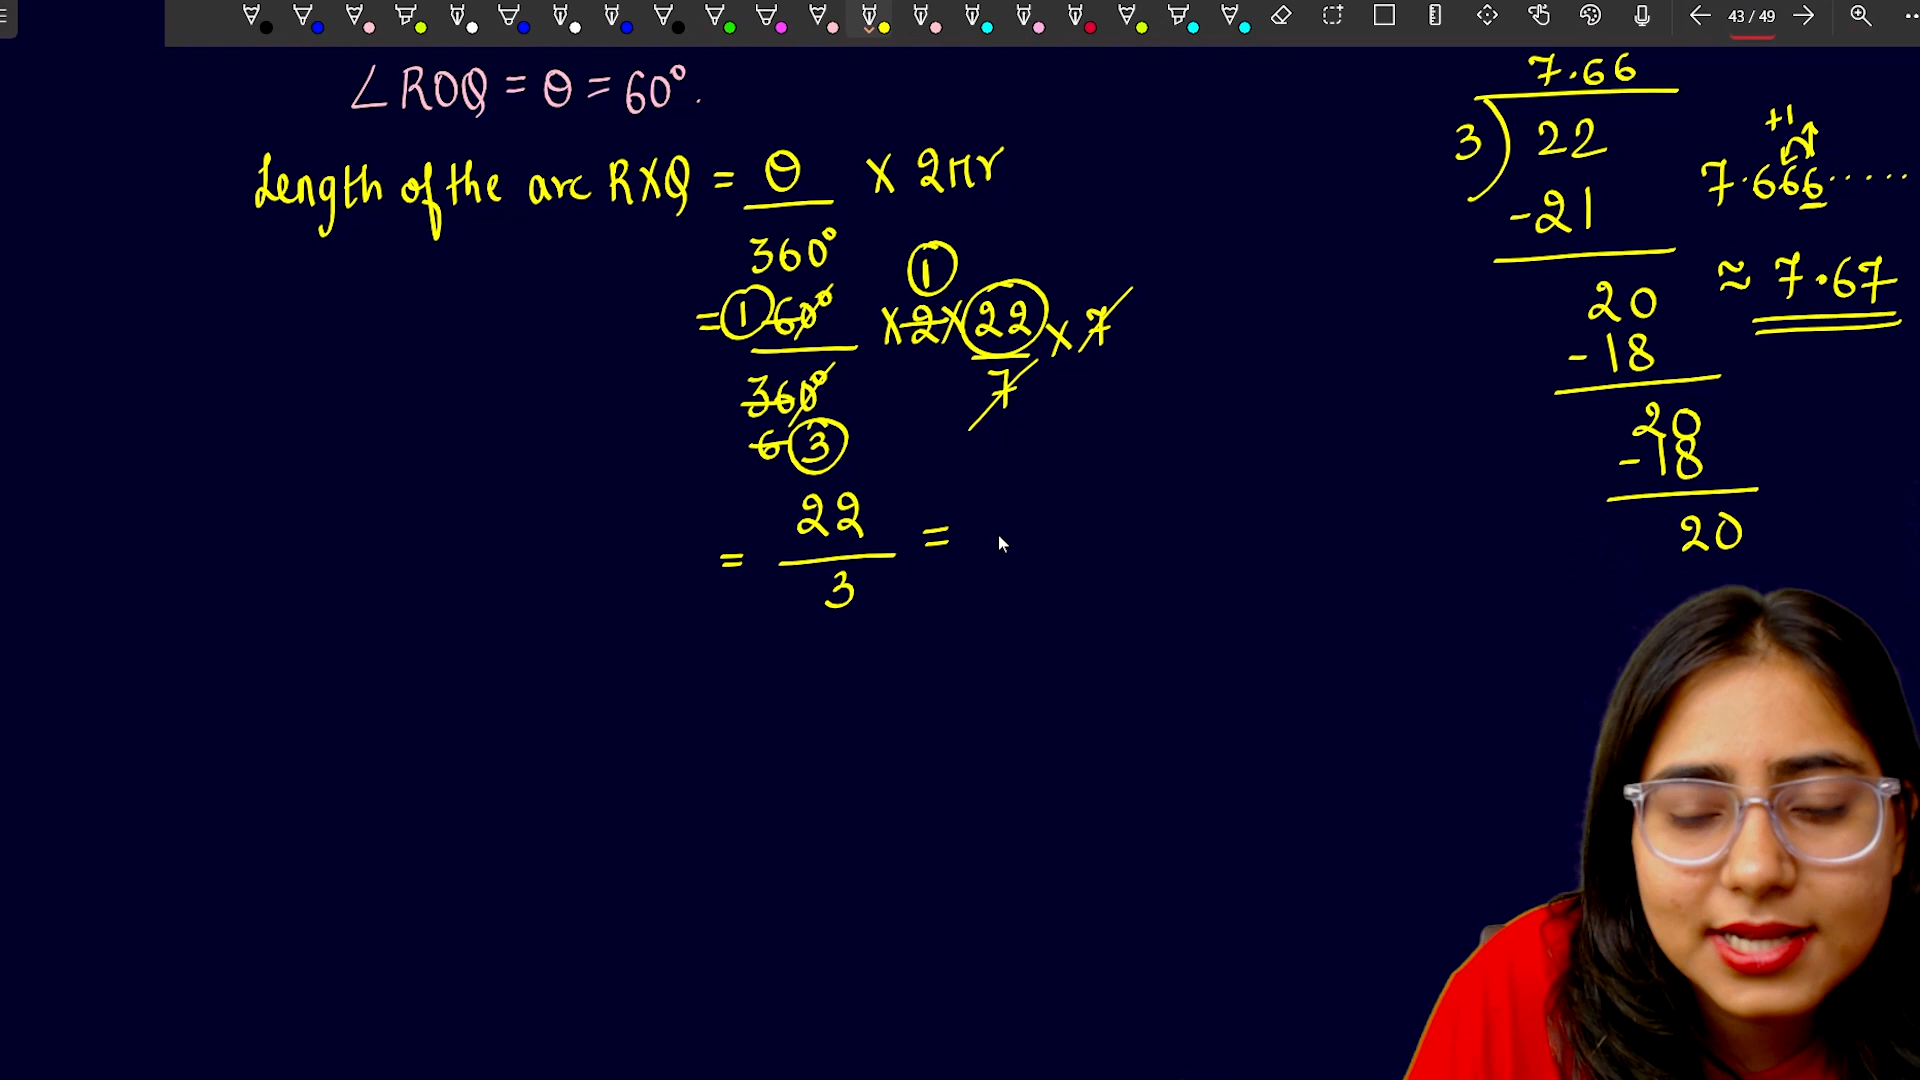 43 / 49
∠ROQ = θ = 60°.
Length of the arc RXQ = θ/360° × 2πr
= 1 60°/360° × 2 × 22/7 × 7
1
6 3
= 22/3 =
7.66
3) 22
-21
20
-18
20
-18
20
+1
7.666.....
≈ 7.67